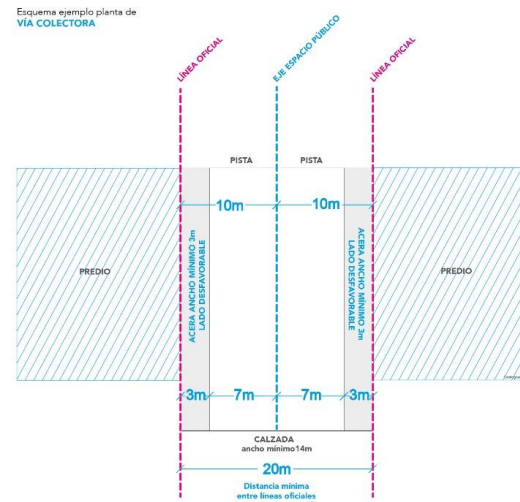 Esquema ejemplo planta de
VÍA COLECTORA
LÍNEA OFICIAL
EJE ESPACIO PÚBLICO
LÍNEA OFICIAL
PISTA
PISTA
10m
10m
PREDIO
ACERA ANCHO MÍNIMO 3m
LADO DESFAVORABLE
ACERA ANCHO MÍNIMO 3m
LADO DESFAVORABLE
PREDIO
3m
7m
7m
3m
CALZADA
ancho mínimo14m
20m
Distancia mínima
entre líneas oficiales